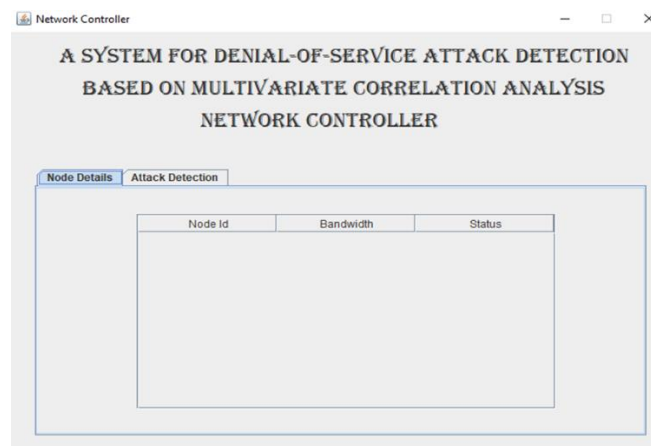 Network Controller
A SYSTEM FOR DENIAL-OF-SERVICE ATTACK DETECTION
BASED ON MULTIVARIATE CORRELATION ANALYSIS
NETWORK CONTROLLER
Node Details Attack Detection
Node Id Bandwidth Status